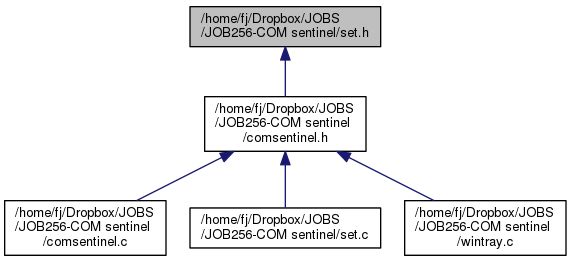 /home/fj/Dropbox/JOBS
/JOB256-COM sentinel/set.h
/home/fj/Dropbox/JOBS
/JOB256-COM sentinel
/comsentinel.h
/home/fj/Dropbox/JOBS
/JOB256-COM sentinel
/comsentinel.c
/home/fj/Dropbox/JOBS
/JOB256-COM sentinel/set.c
/home/fj/Dropbox/JOBS
/JOB256-COM sentinel
/wintray.c